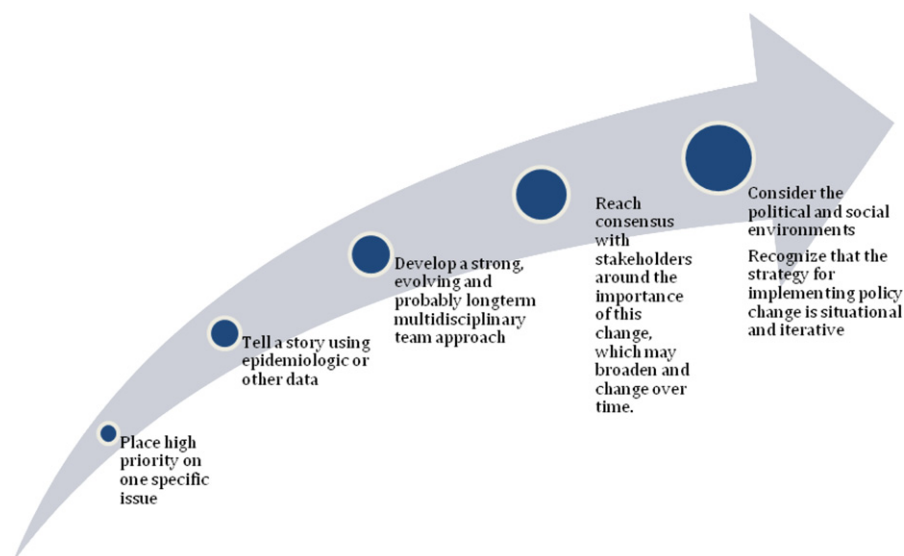 Place high
priority on
one specific
issue
Tell a story using
epidemiologic or
other data
Develop a strong,
evolving and
probably longterm
multidisciplinary
team approach
Reach
consensus
with
stakeholders
around the
importance
of this
change,
which may
broaden and
change over
time.
Consider the
political and social
environments
Recognize that the
strategy for
implementing policy
change is situational
and iterative